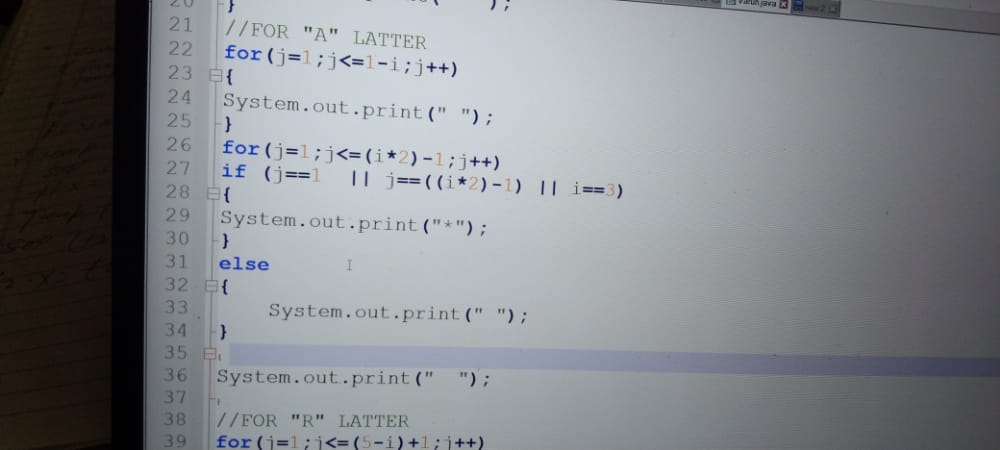 Varun.java new 2
20 }
21 //FOR "A" LATTER
22 for(j=1;j<=1-i;j++)
23 {
24 System.out.print(" ");
25 }
26 for(j=1;j<=(i*2)-1;j++)
27 if (j==1 || j==((i*2)-1) || i==3)
28 {
29 System.out.print("*");
30 }
31 else
32 {
33 System.out.print(" ");
34 }
35
36 System.out.print("  ");
37
38 //FOR "R" LATTER
39 for(j=1;j<=(5-i)+1;j++)